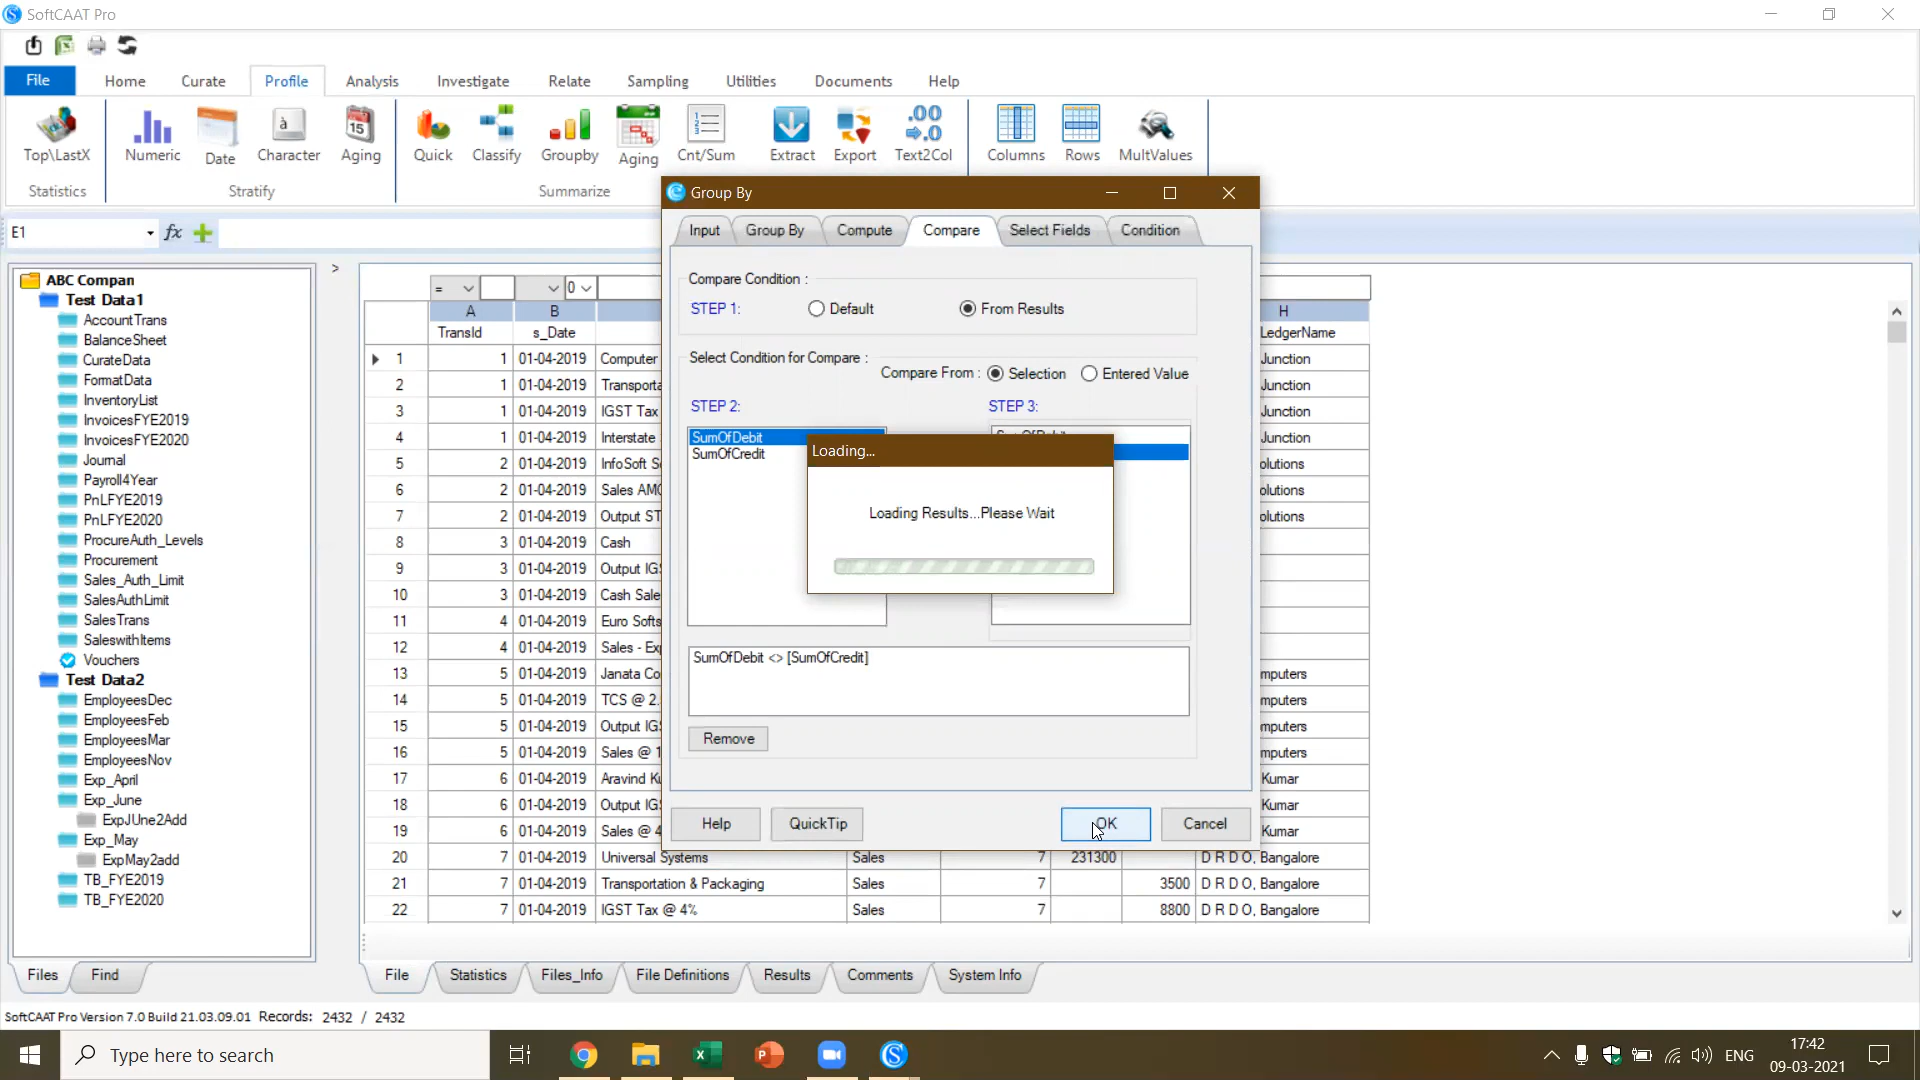 SoftCAAT Pro
File Home Curate Profile Analysis Investigate Relate Sampling Utilities Documents Help
Top\LastX Numeric Date Character Aging Quick Classify Groupby Aging Cnt/Sum Extract Export Text2Col Columns Rows MultValues
Statistics Stratify Summarize
E1 fx
Group By
Input Group By Compute Compare Select Fields Condition
Compare Condition :
STEP 1: Default From Results
Select Condition for Compare :
Compare From : Selection Entered Value
STEP 2: STEP 3:
SumOfDebit
SumOfCredit
Loading...
Loading Results...Please Wait
SumOfDebit <> [SumOfCredit]
Remove
Help QuickTip OK Cancel
ABC Compan
Test Data1
AccountTrans
BalanceSheet
CurateData
FormatData
InventoryList
InvoicesFYE2019
InvoicesFYE2020
Journal
Payroll4Year
PnLFYE2019
PnLFYE2020
ProcureAuth_Levels
Procurement
Sales_Auth_Limit
SalesAuthLimit
SalesTrans
SaleswithItems
Vouchers
Test Data2
EmployeesDec
EmployeesFeb
EmployeesMar
EmployeesNov
Exp_April
Exp_June
ExpJUne2Add
Exp_May
ExpMay2add
TB_FYE2019
TB_FYE2020
Files Find
= 0
A B H
TransId s_Date LedgerName
1 1 01-04-2019 Computer Junction
2 1 01-04-2019 Transporta Junction
3 1 01-04-2019 IGST Tax Junction
4 1 01-04-2019 Interstate Junction
5 2 01-04-2019 InfoSoft S olutions
6 2 01-04-2019 Sales AMC olutions
7 2 01-04-2019 Output ST olutions
8 3 01-04-2019 Cash
9 3 01-04-2019 Output IG
10 3 01-04-2019 Cash Sale
11 4 01-04-2019 Euro Softs
12 4 01-04-2019 Sales - Exp
13 5 01-04-2019 Janata Co mputers
14 5 01-04-2019 TCS @ 2. mputers
15 5 01-04-2019 Output IG mputers
16 5 01-04-2019 Sales @ 1 mputers
17 6 01-04-2019 Aravind Ku Kumar
18 6 01-04-2019 Output IG Kumar
19 6 01-04-2019 Sales @ 4 Kumar
20 7 01-04-2019 Universal Systems Sales 7 231300 D R D O, Bangalore
21 7 01-04-2019 Transportation & Packaging Sales 7 3500 D R D O, Bangalore
22 7 01-04-2019 IGST Tax @ 4% Sales 7 8800 D R D O, Bangalore
File Statistics Files_Info File Definitions Results Comments System Info
SoftCAAT Pro Version 7.0 Build 21.03.09.01 Records: 2432 / 2432
Type here to search
ENG
17:42
09-03-2021